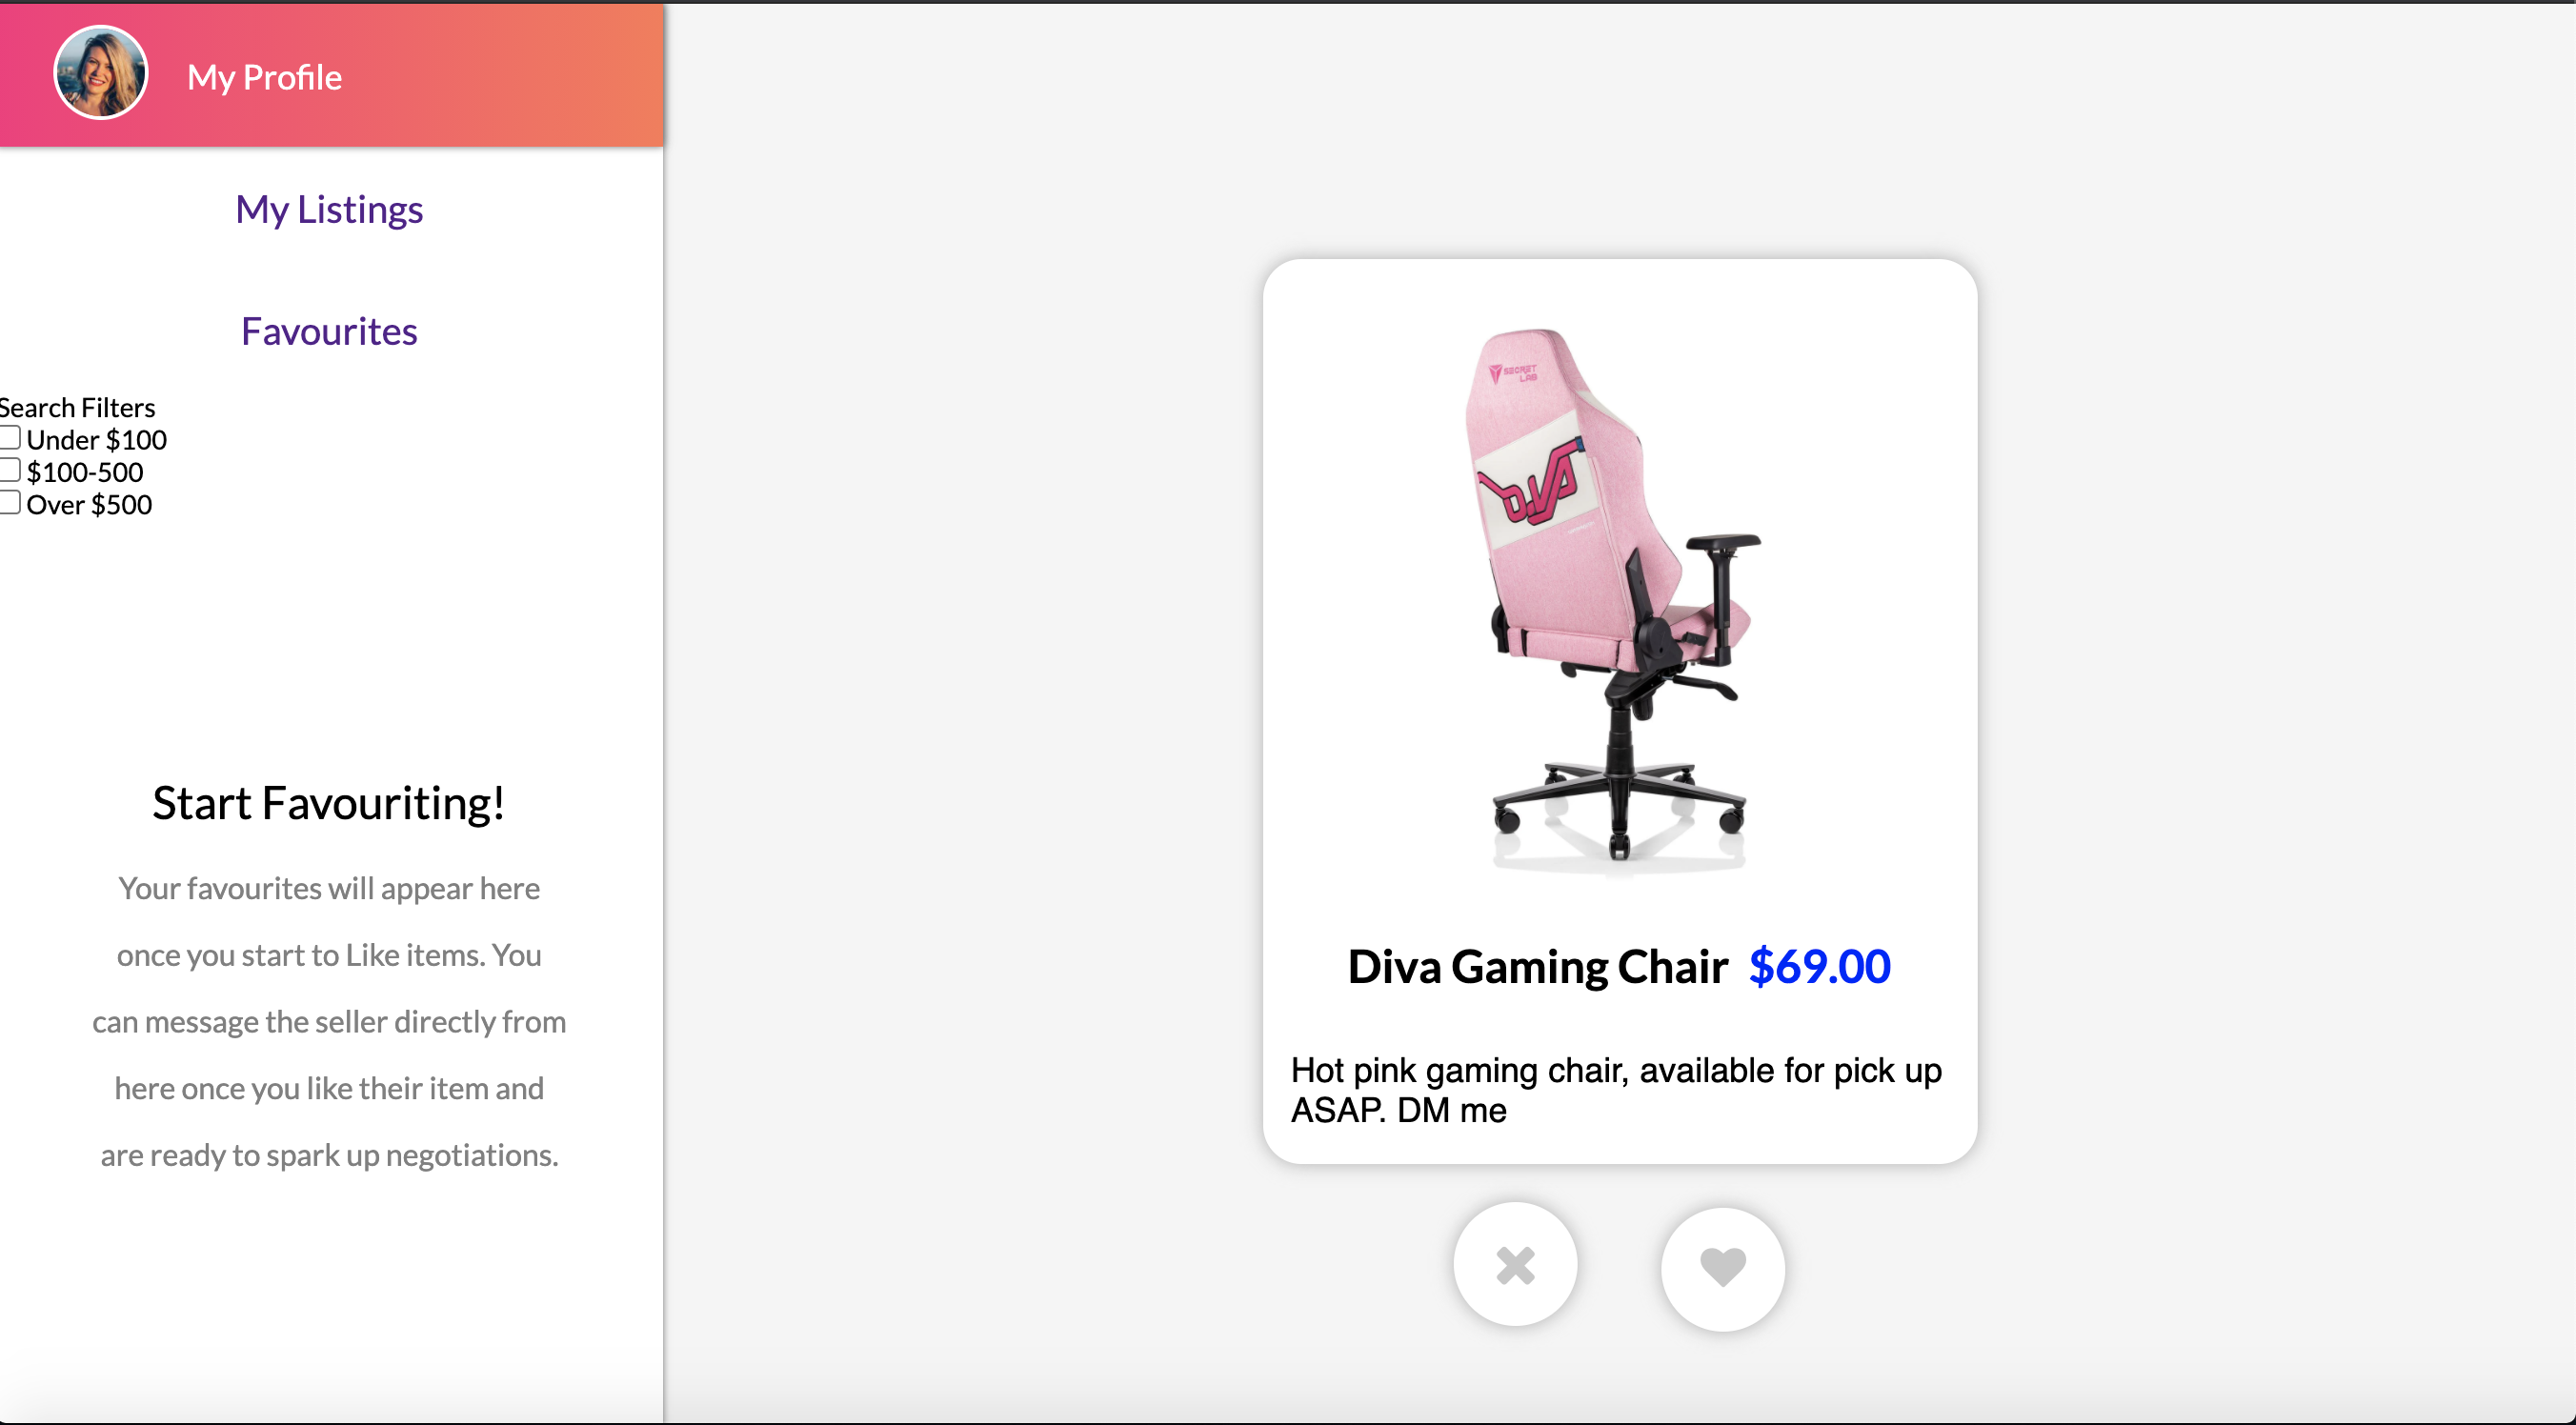 My Profile
My Listings
Favourites
Search Filters
Under $100
$100-500
Over $500
Start Favouriting!
Your favourites will appear here
once you start to Like items. You
can message the seller directly from
here once you like their item and
are ready to spark up negotiations.
SECRET
LAB
D.VA
Diva Gaming Chair $69.00
Hot pink gaming chair, available for pick up
ASAP. DM me